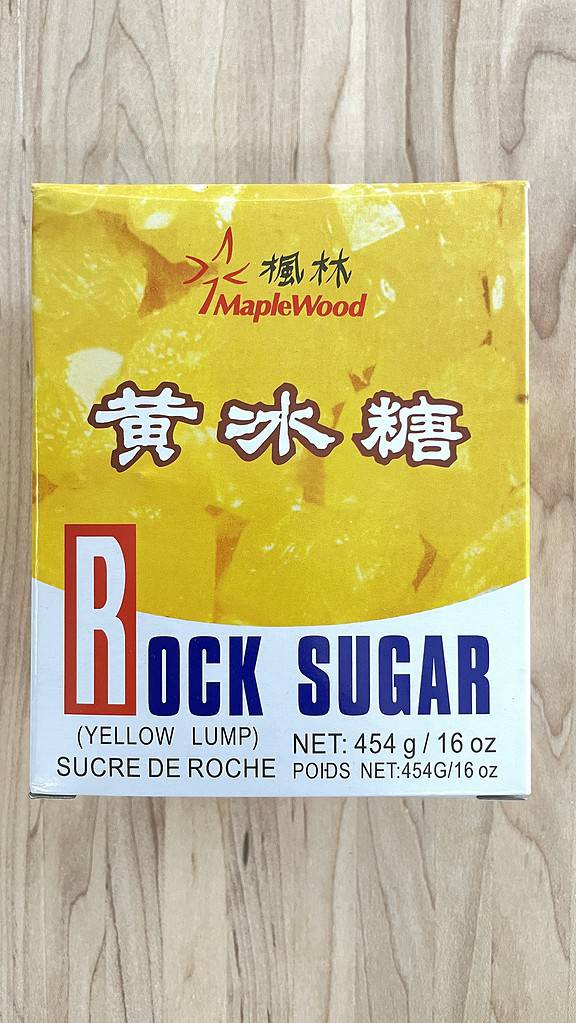 楓林
MapleWood
黄冰糖
ROCK SUGAR
(YELLOW LUMP)
SUCRE DE ROCHE
NET: 454 g / 16 oz
POIDS NET:454G/16 oz